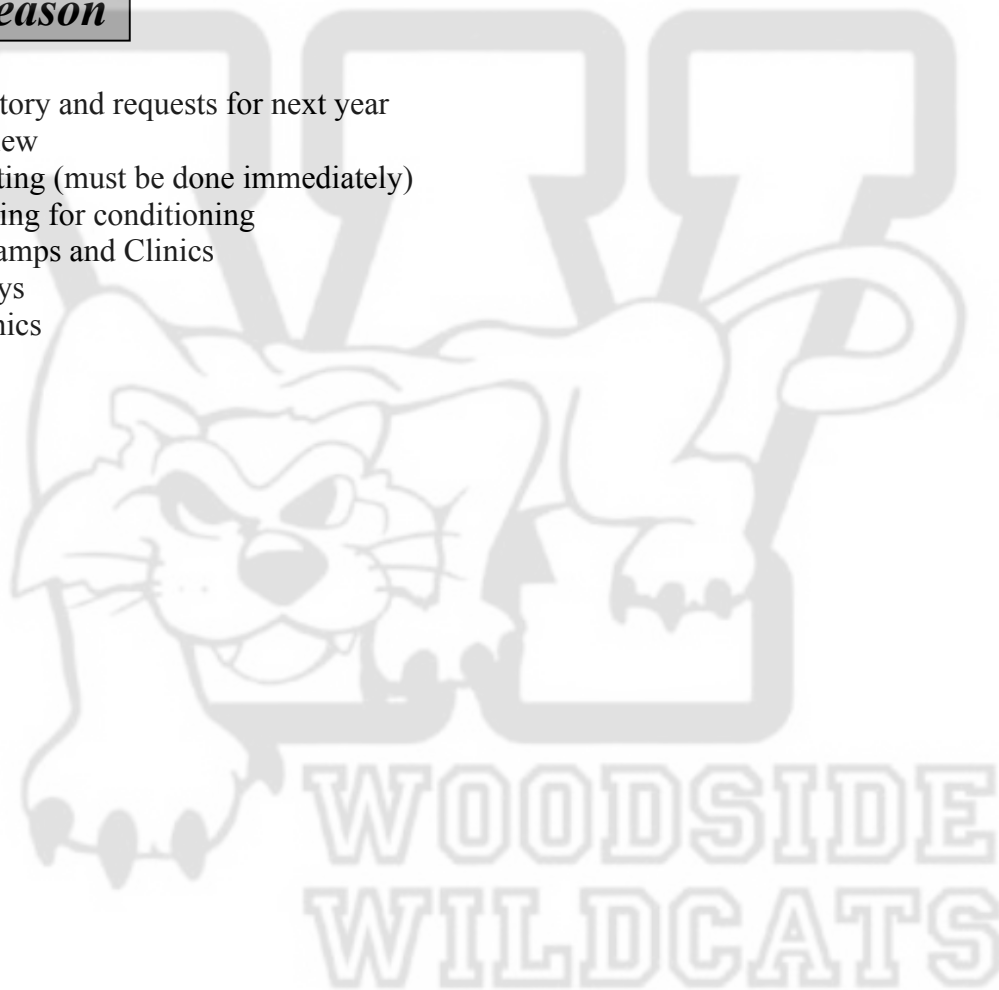 eason
tory and requests for next year
ew
ting (must be done immediately)
ing for conditioning
amps and Clinics
ys
nics
WOODSIDE
WILDCATS